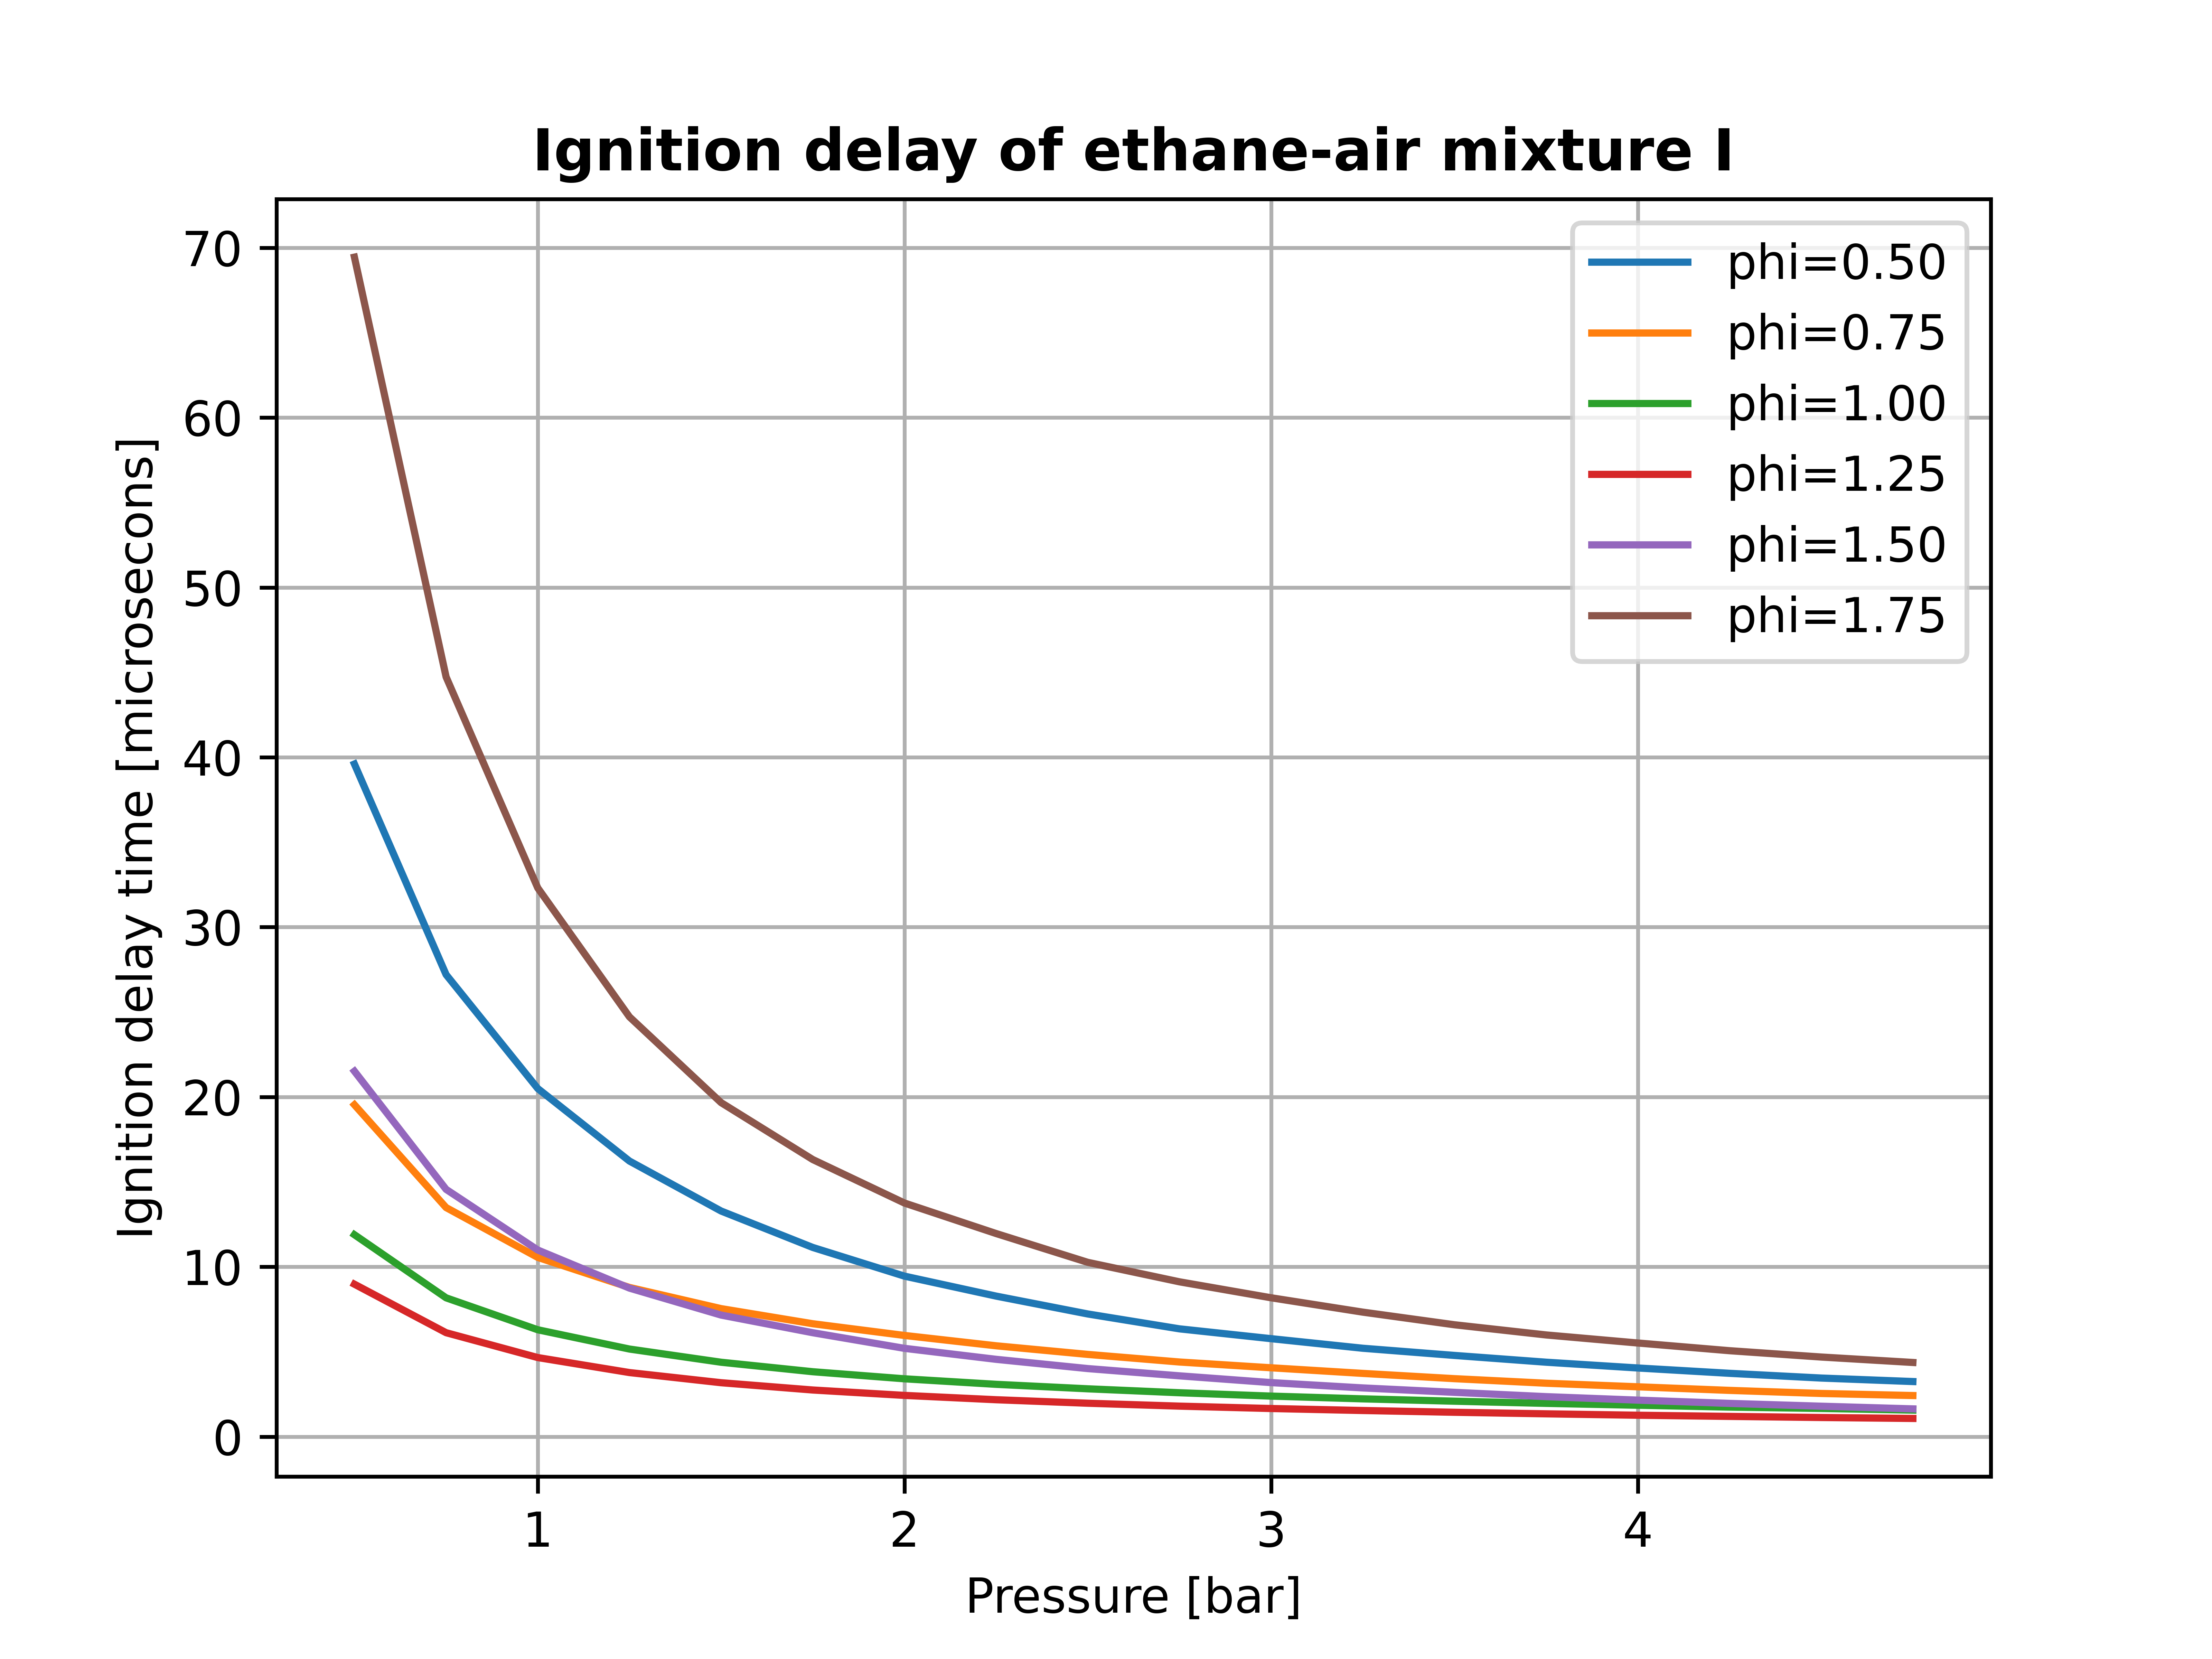 Ignition delay of ethane-air mixture I
phi=0.50
phi=0.75
phi=1.00
phi=1.25
phi=1.50
phi=1.75
Ignition delay time [microsecons]
70
60
50
40
30
20
10
0
1 2 3 4
Pressure [bar]